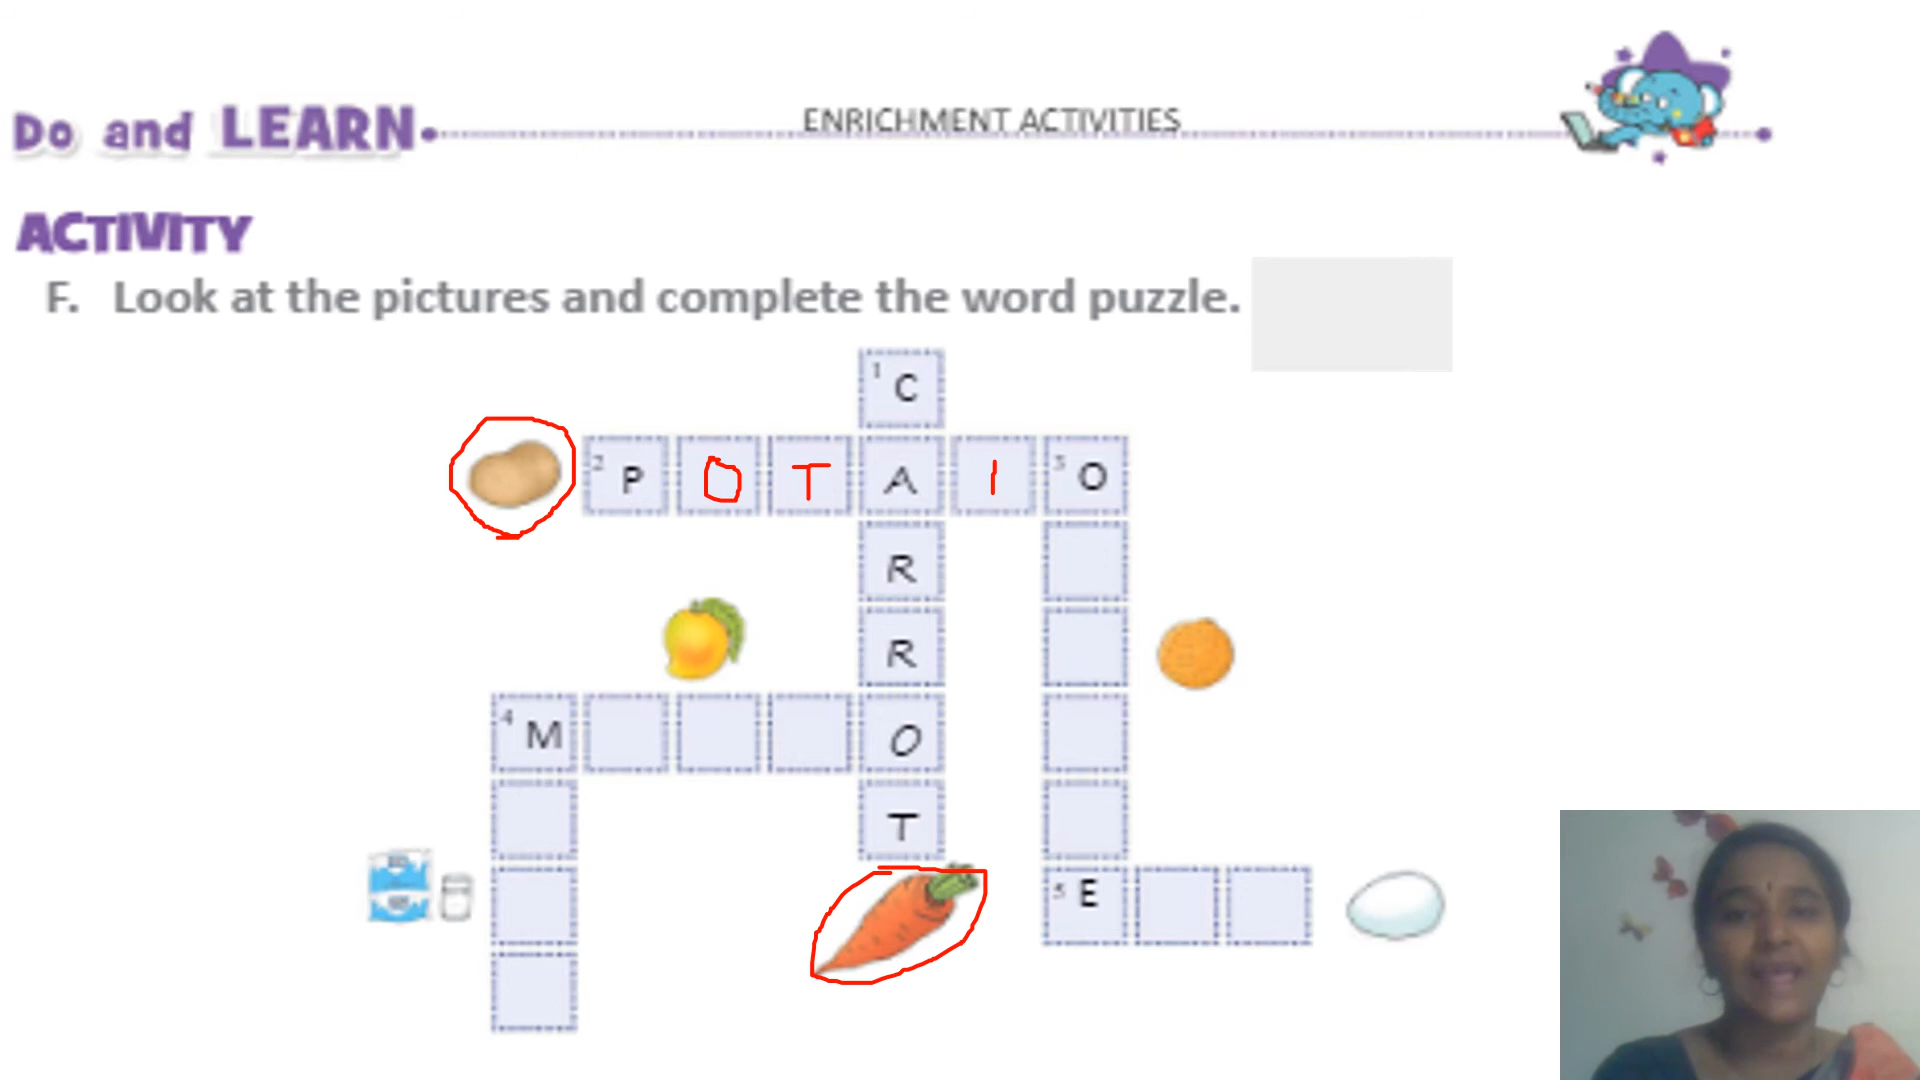 Do and LEARN
ENRICHMENT ACTIVITIES
ACTIVITY
F. Look at the pictures and complete the word puzzle.
1 C
2 P O T A I 3 O
R
R
4 M O
T
5 E